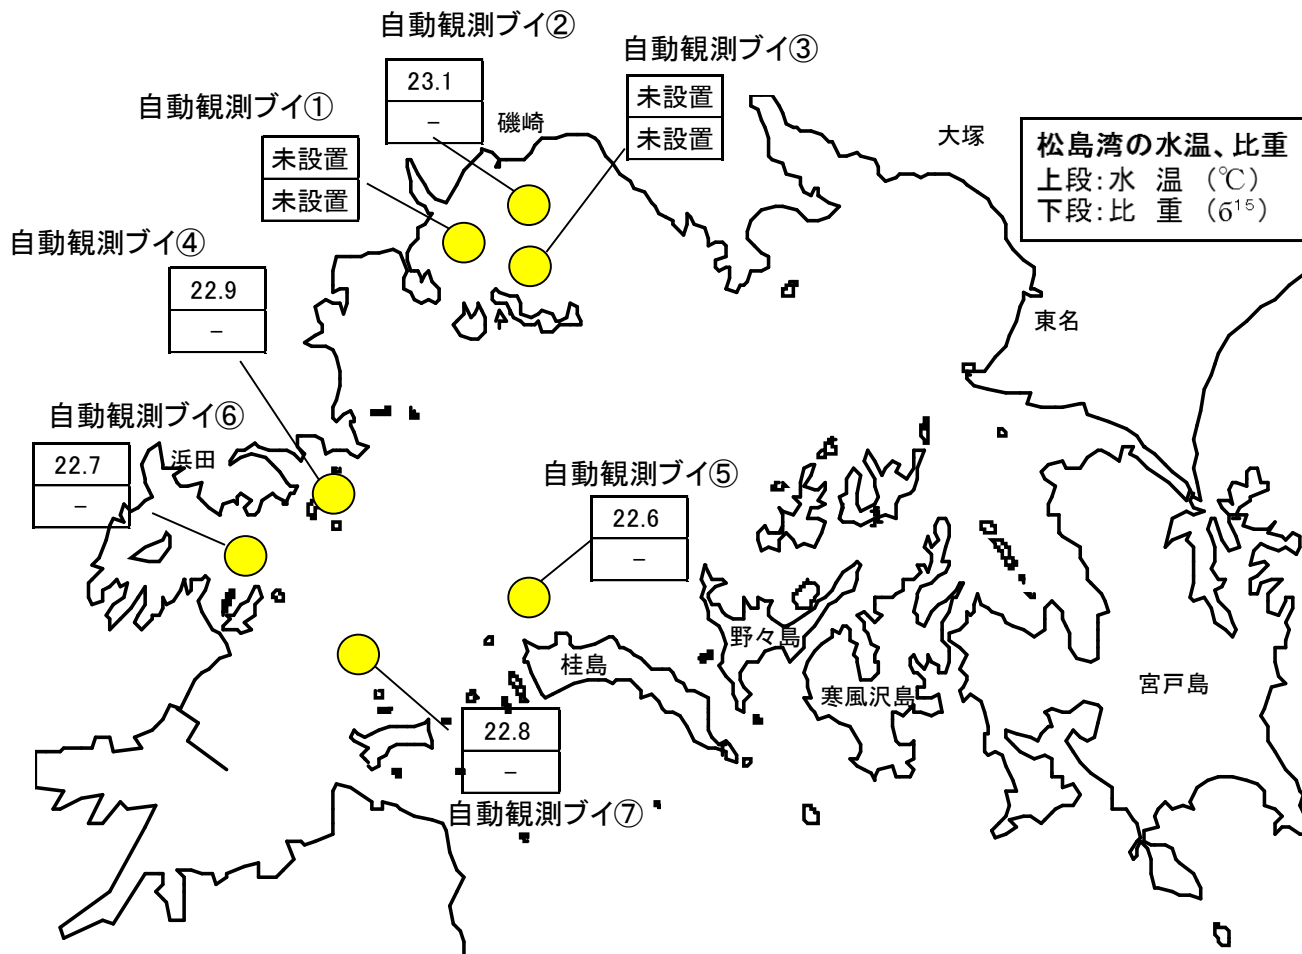 自動観測ブイ②
23.1
－
自動観測ブイ③
未設置
未設置
自動観測ブイ①
未設置
未設置
磯崎
大塚
松島湾の水温、比重
上段：水 温 （℃）
下段：比 重 （б¹⁵）
自動観測ブイ④
22.9
－
東名
自動観測ブイ⑥
22.7
－
浜田
自動観測ブイ⑤
22.6
－
野々島
桂島
寒風沢島
宮戸島
22.8
－
自動観測ブイ⑦